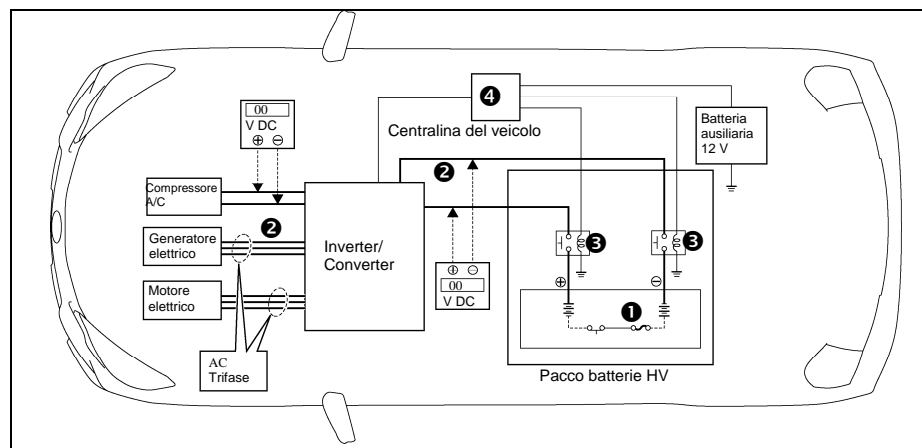 ❹
Centralina del veicolo
Batteria
ausiliaria
12 V
00
V DC
⊕ ⊖
❷
Compressore
A/C
❷
Generatore
elettrico
Inverter/
Converter
❸
❸
⊕ ⊖
00
V DC
⊕
⊖
Motore
elettrico
❶
AC
Trifase
Pacco batterie HV